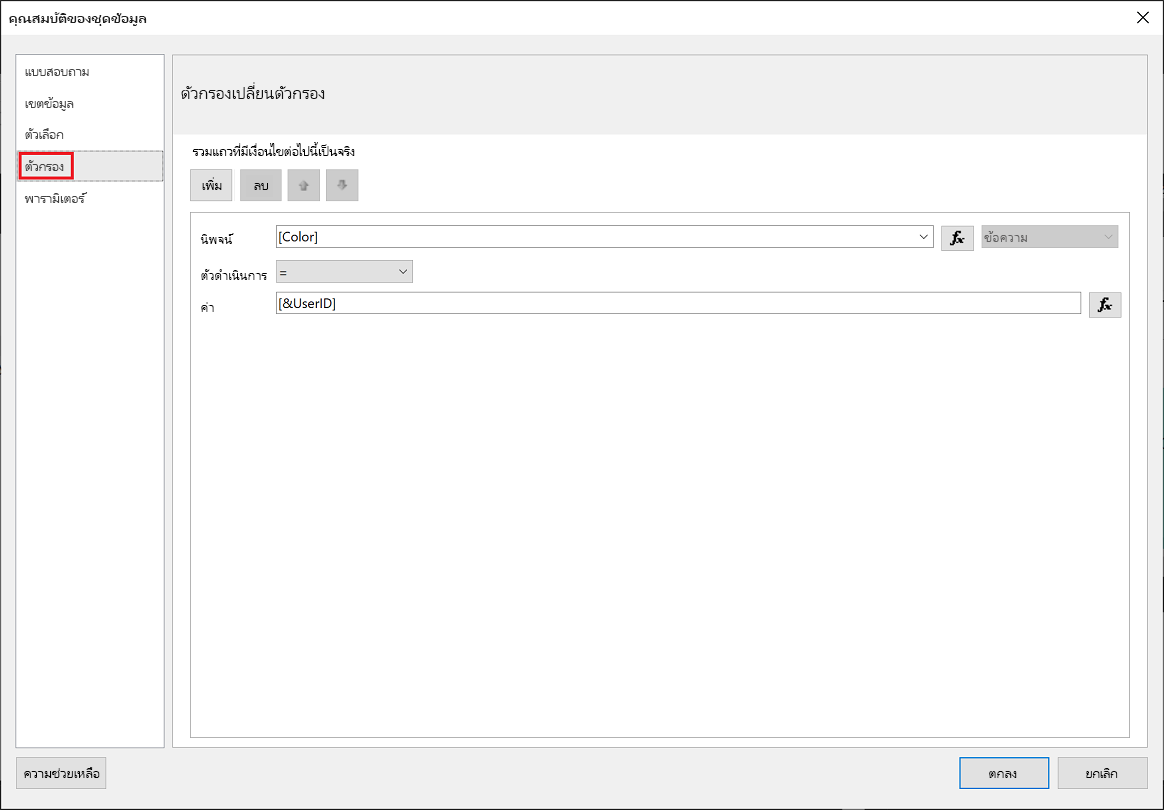 คุณสมบัติของชุดข้อมูล
แบบสอบถาม
เขตข้อมูล
ตัวเลือก
ตัวกรอง
พารามิเตอร์
ตัวกรองเปลี่ยนตัวกรอง
รวมแถวที่มีเงื่อนไขต่อไปนี้เป็นจริง
เพิ่ม ลบ
นิพจน์ [Color] fx ข้อความ
ตัวดำเนินการ =
ค่า [&UserID] fx
ความช่วยเหลือ ตกลง ยกเลิก